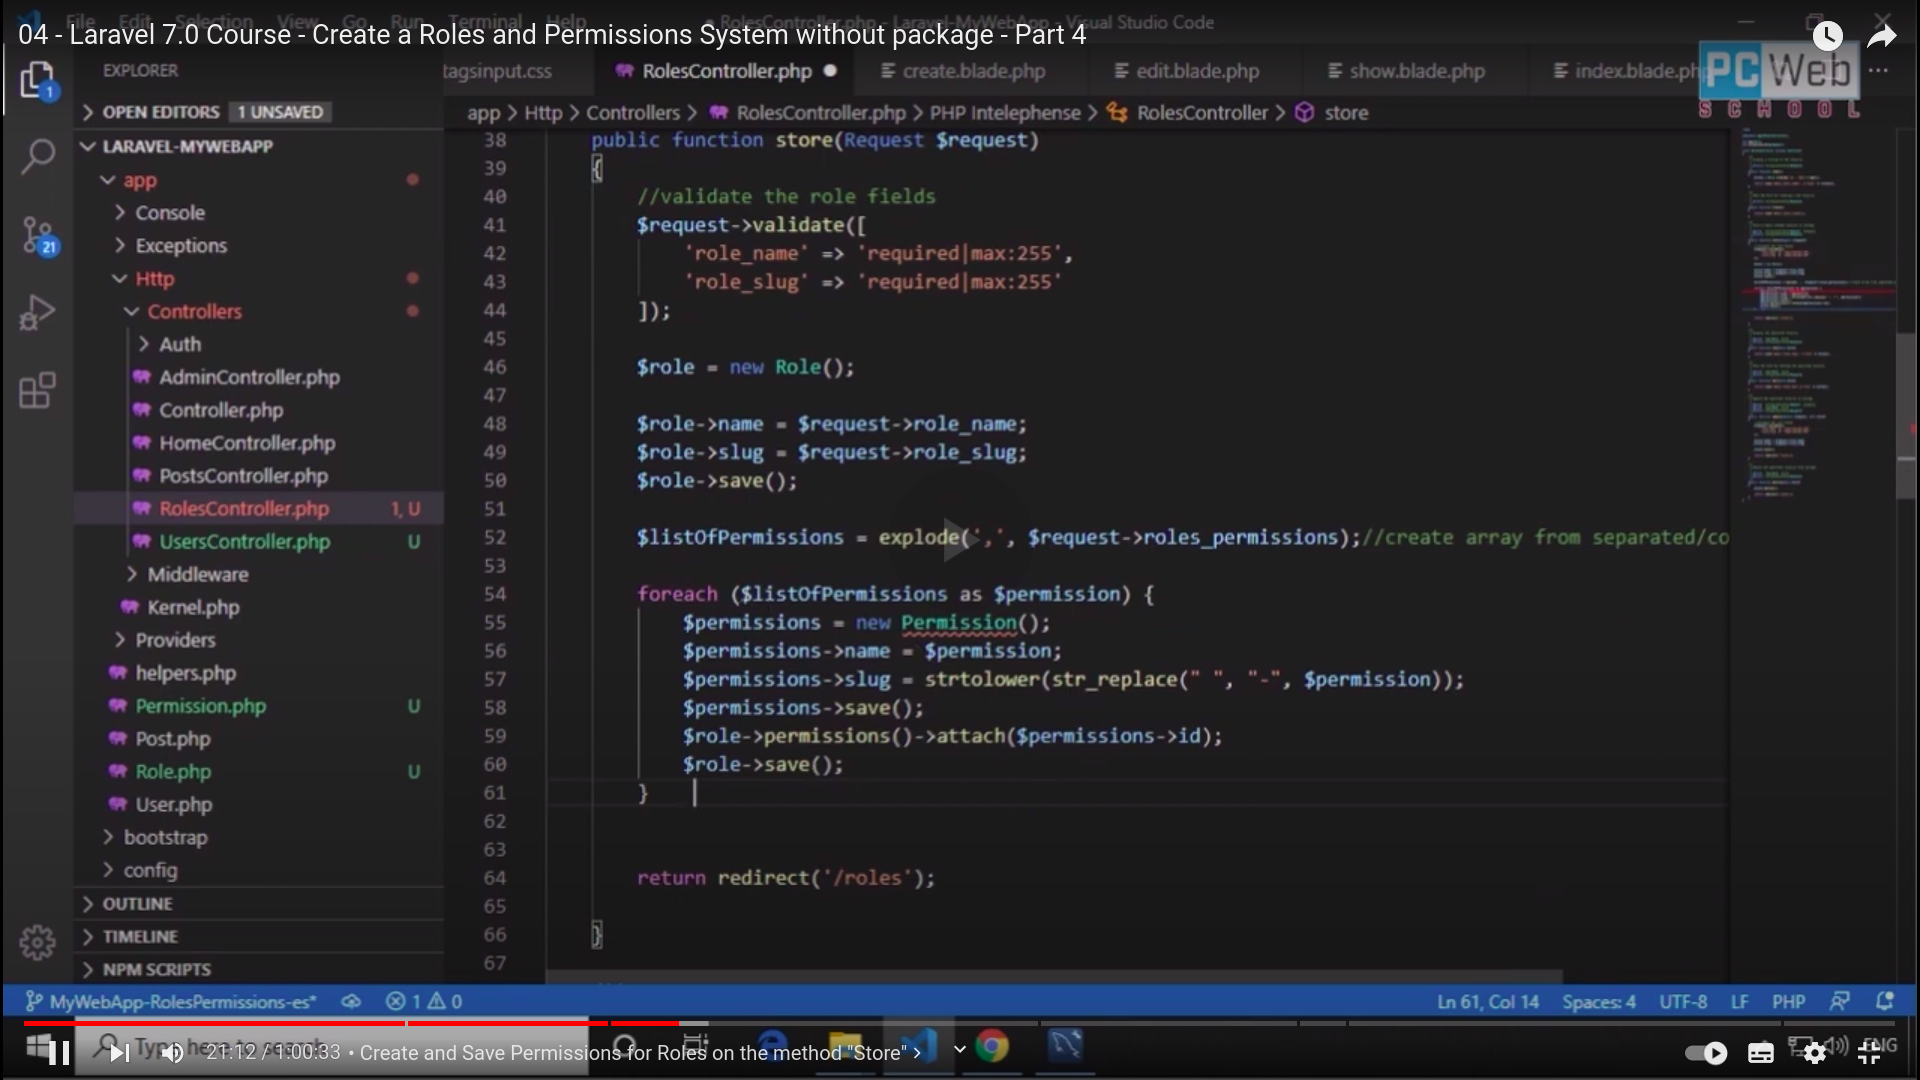 File Edit Selection View Go Run Terminal Help
RolesController.php - Laravel-MyWebApp - Visual Studio Code
04 - Laravel 7.0 Course - Create a Roles and Permissions System without package - Part 4
PC Web
SCHOOL
EXPLORER
tagsinput.css
RolesController.php
create.blade.php
edit.blade.php
show.blade.php
index.blade.php
1
OPEN EDITORS 1 UNSAVED
app > Http > Controllers > RolesController.php > PHP Intelephense > RolesController > store
LARAVEL-MYWEBAPP
app
Console
Exceptions
Http
Controllers
Auth
AdminController.php
Controller.php
HomeController.php
PostsController.php
RolesController.php 1, U
UsersController.php U
Middleware
Kernel.php
Providers
helpers.php
Permission.php U
Post.php
Role.php U
User.php
bootstrap
config
OUTLINE
TIMELINE
NPM SCRIPTS
21
38 public function store(Request $request)
39 {
40 //validate the role fields
41 $request->validate([
42 'role_name' => 'required|max:255',
43 'role_slug' => 'required|max:255'
44 ]);
45
46 $role = new Role();
47
48 $role->name = $request->role_name;
49 $role->slug = $request->role_slug;
50 $role->save();
51
52 $listOfPermissions = explode(',', $request->roles_permissions);//create array from separated/co
53
54 foreach ($listOfPermissions as $permission) {
55 $permissions = new Permission();
56 $permissions->name = $permission;
57 $permissions->slug = strtolower(str_replace(" ", "-", $permission));
58 $permissions->save();
59 $role->permissions()->attach($permissions->id);
60 $role->save();
61 }
62
63
64 return redirect('/roles');
65
66 }
67
MyWebApp-RolesPermissions-es* 1 0
Ln 61, Col 14 Spaces: 4 UTF-8 LF PHP
Type here to search
21:12 / 1:00:33 • Create and Save Permissions for Roles on the method "Store" >
ENG